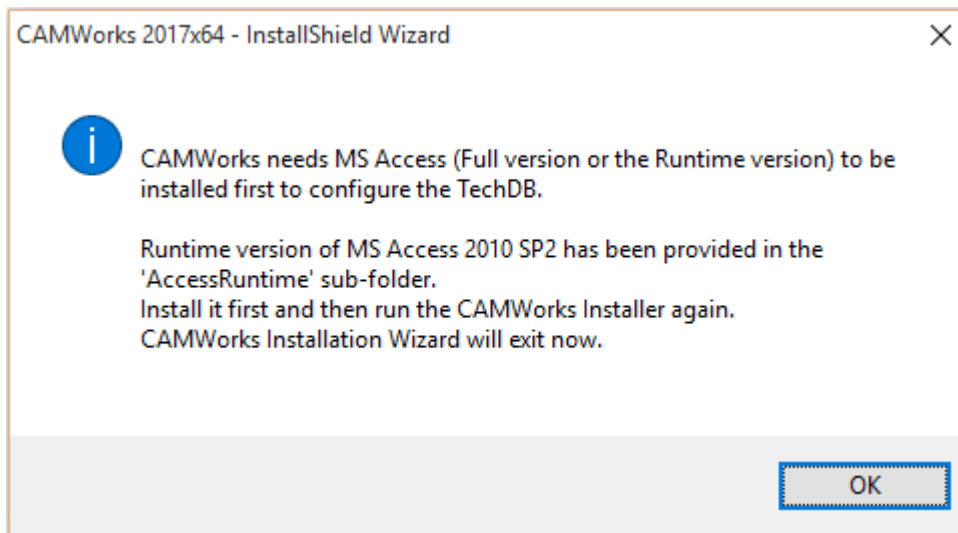 CAMWorks 2017x64 - InstallShield Wizard
CAMWorks needs MS Access (Full version or the Runtime version) to be
installed first to configure the TechDB.
Runtime version of MS Access 2010 SP2 has been provided in the
'AccessRuntime' sub-folder.
Install it first and then run the CAMWorks Installer again.
CAMWorks Installation Wizard will exit now.
OK